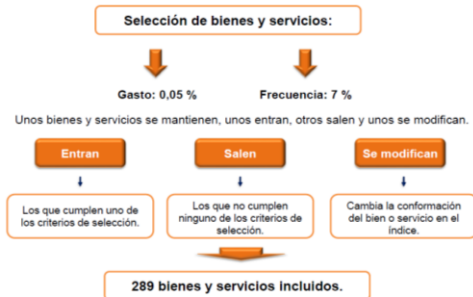 Selección de bienes y servicios:
Gasto: 0,05 %
Frecuencia: 7 %
Unos bienes y servicios se mantienen, unos entran, otros salen y unos se modifican.
Entran
Salen
Se modifican
Los que cumplen uno de
los criterios de selección.
Los que no cumplen
ninguno de los criterios de
selección.
Cambia la conformación
del bien o servicio en el
índice.
289 bienes y servicios incluidos.